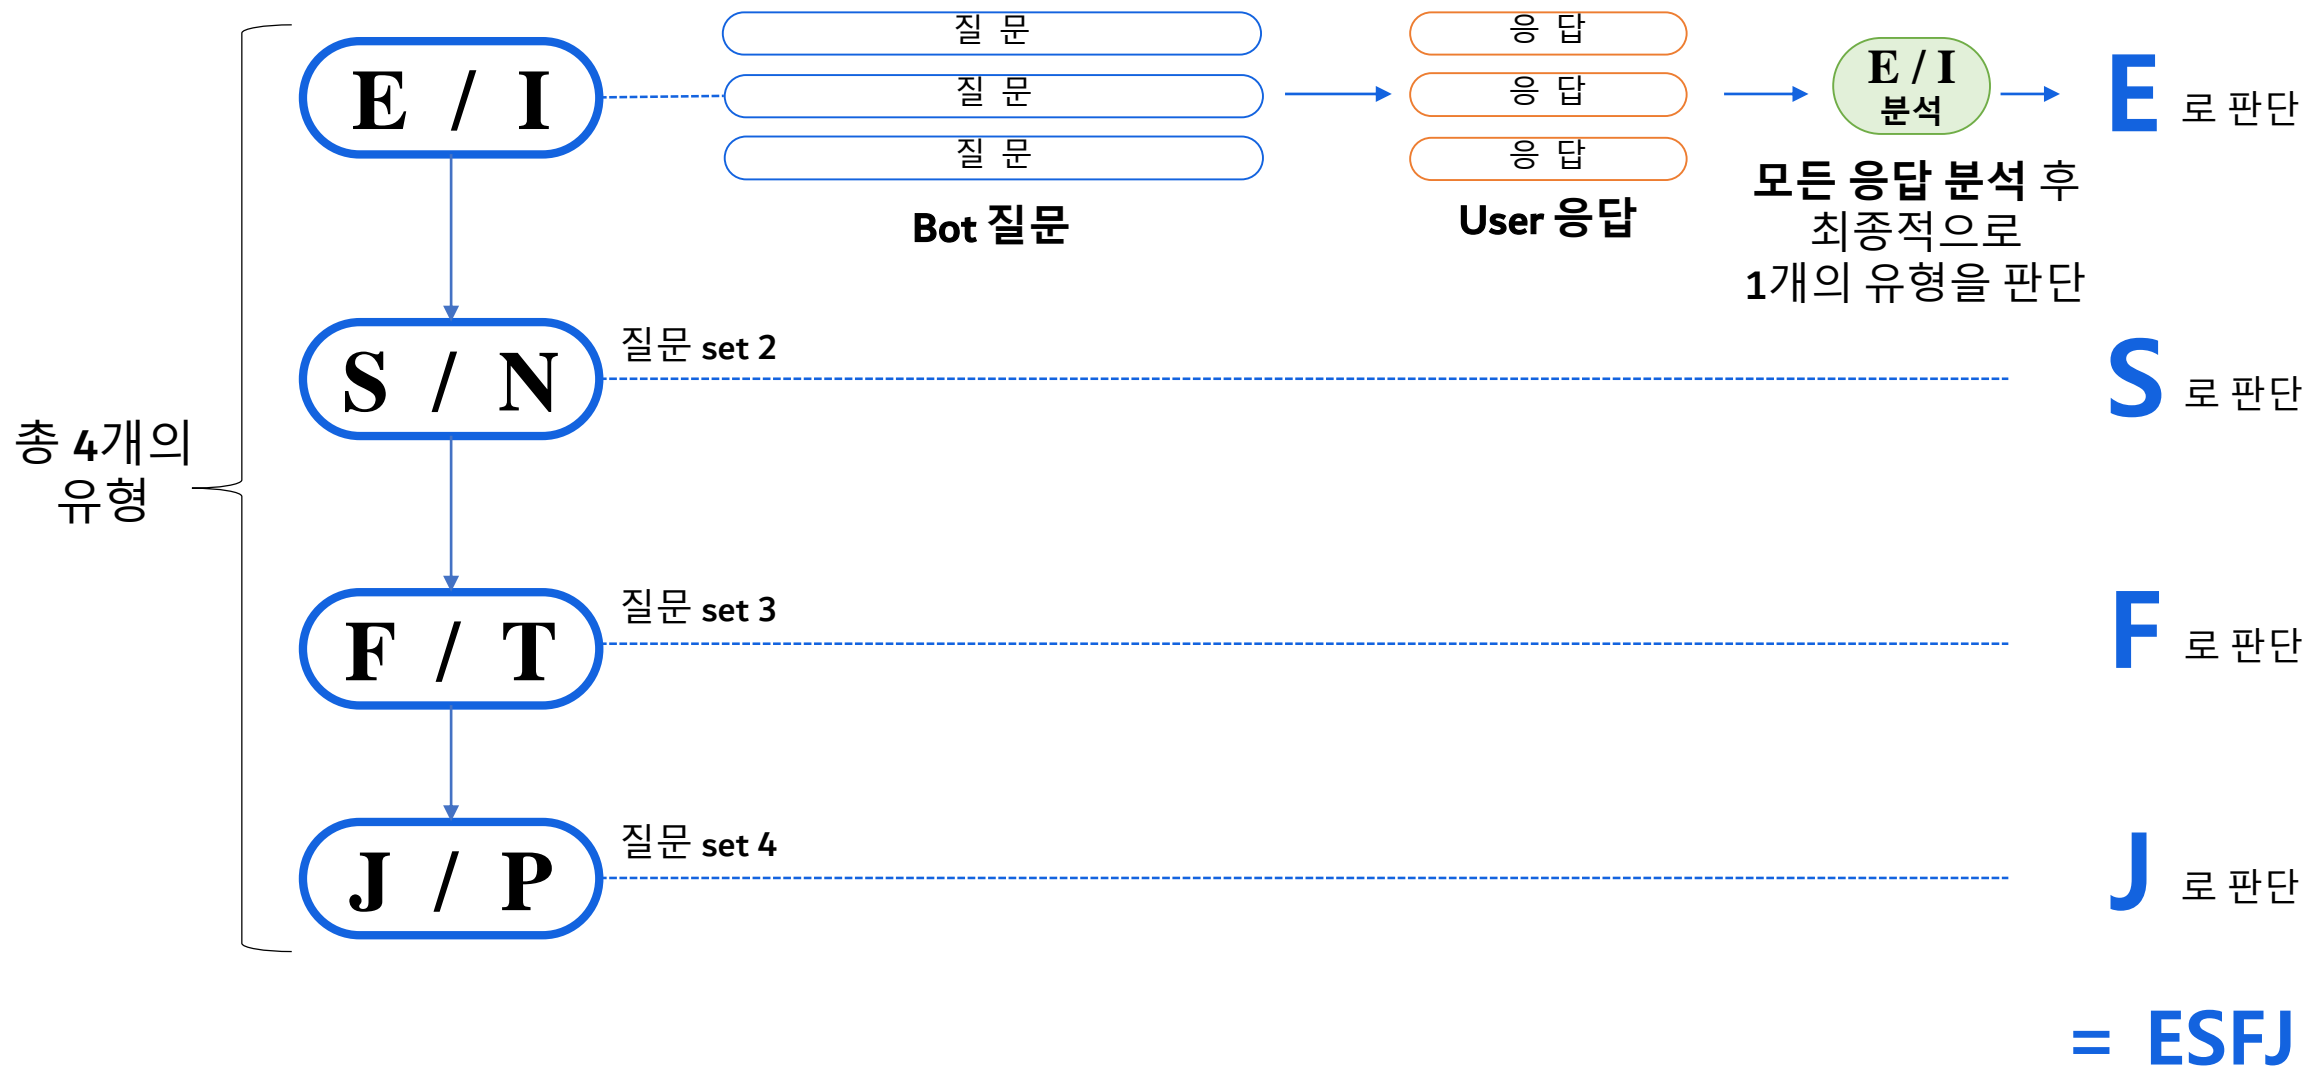 총 4개의
유형
E / I
질 문
질 문
질 문
Bot 질문
응 답
응 답
응 답
User 응답
E / I
분석
모든 응답 분석 후
최종적으로
1개의 유형을 판단
E 로 판단
S / N
질문 set 2
S 로 판단
F / T
질문 set 3
F 로 판단
J / P
질문 set 4
J 로 판단
= ESFJ